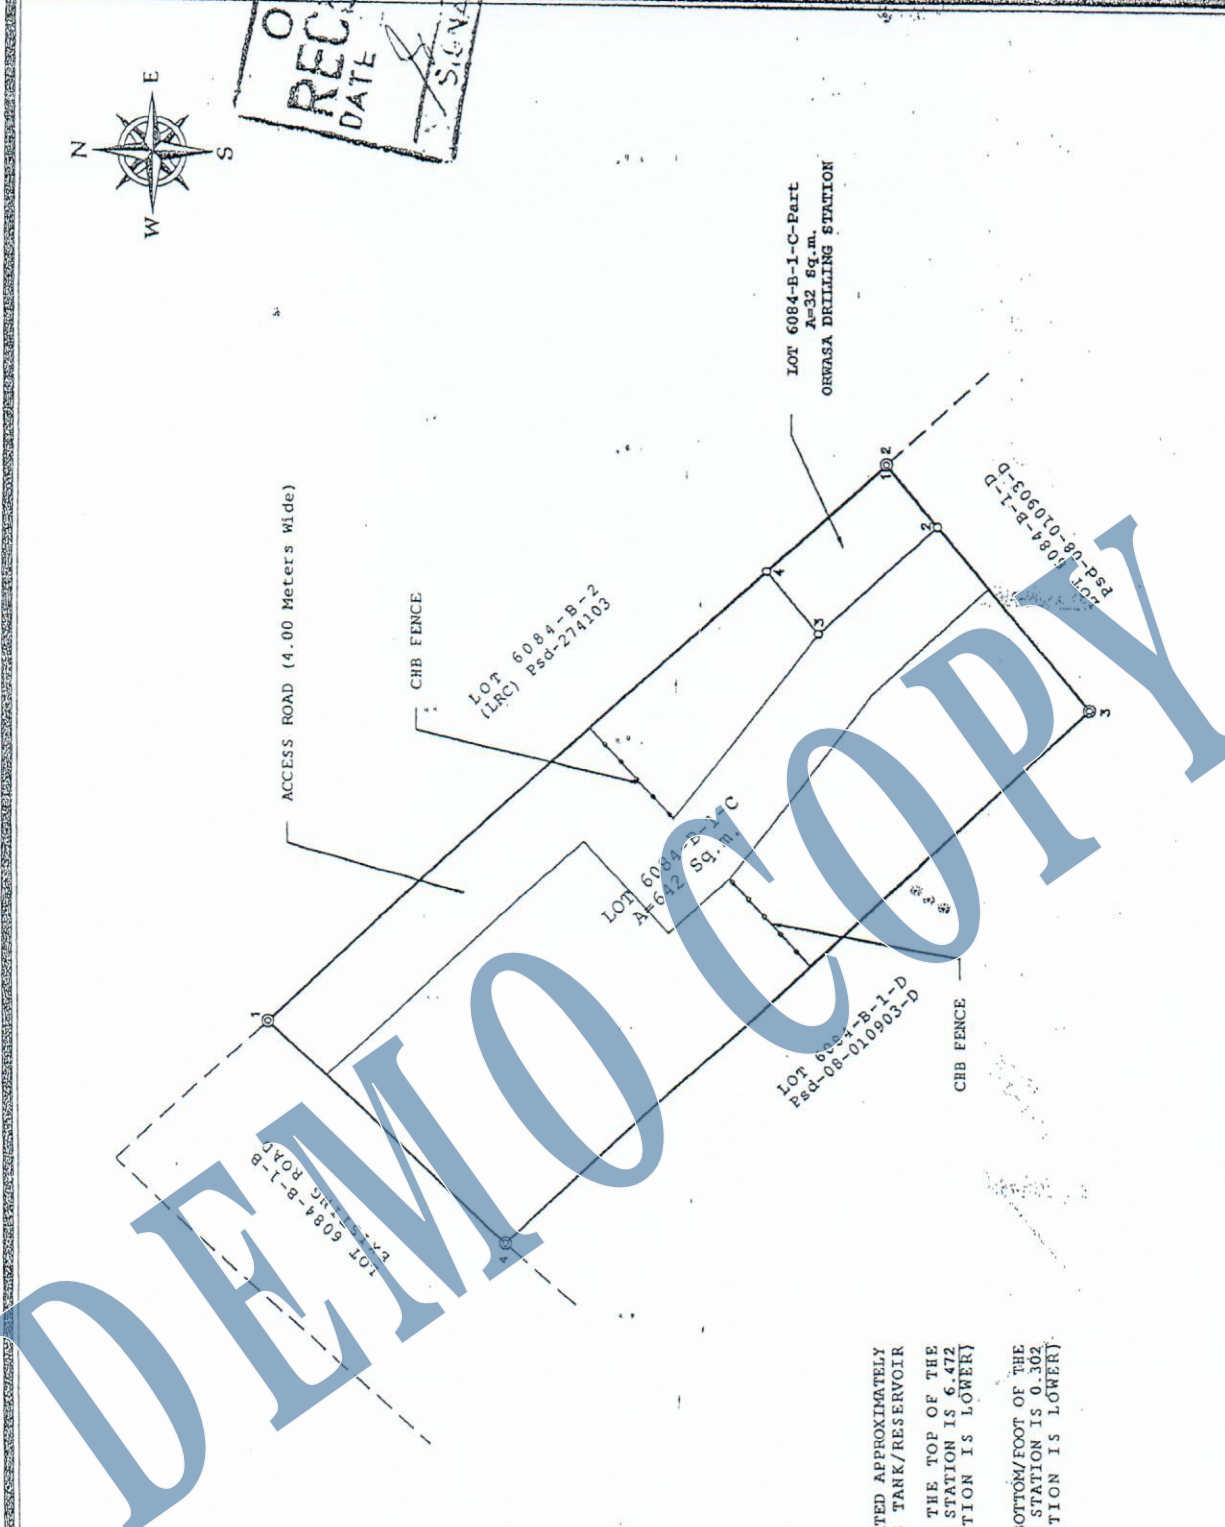 N
E
S
W
O
REC
DATE
LOT 6084-B-1-C-Part
A=32 Sq.m.
ORWASA DRILLING STATION
ACCESS ROAD (4.00 Meters Wide)
CHB FENCE
LOT 6084-B-2
(LRC) Psd-274103
1
2
1
2
3
4
3
4
LOT 6084-B-1-C
A=642 Sq.m.
LOT 6084-B-1-D
Psd-08-010903-D
LOT 6084-B-1-D
Psd-08-010903-D
CHB FENCE
LOT 6084-B-1-B
EXISTING ROAD
TED APPROXIMATELY
TANK/RESERVOIR
THE TOP OF THE
STATION IS 6.472
TION IS LOWER)
BOTTOM/FOOT OF THE
STATION IS 0.302
TION IS LOWER)
DEMO COPY